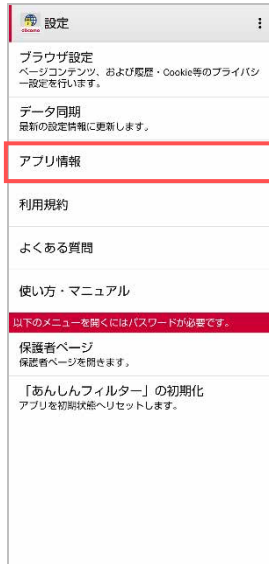 docomo
設定
ブラウザ設定
ページコンテンツ、および履歴・Cookie等のプライバシ
ー設定を行います。
データ同期
最新の設定情報に更新します。
アプリ情報
利用規約
よくある質問
使い方・マニュアル
以下のメニューを開くにはパスワードが必要です。
保護者ページ
保護者ページを開きます。
「あんしんフィルター」の初期化
アプリを初期状態へリセットします。